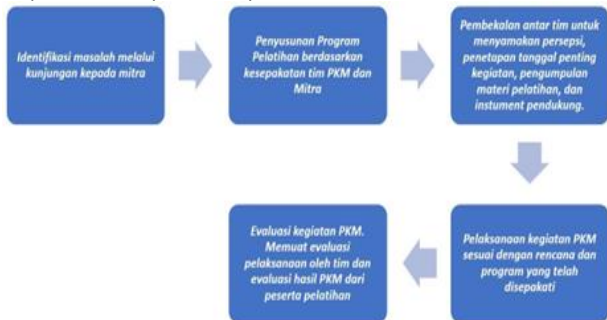 Identifikasi masalah melalui
kunjungan kepada mitra
Penyusunan Program
Pelatihan berdasarkan
kesepakatan tim PKM dan
Mitra
Pembekalan antar tim untuk
menyamakan persepsi,
penetapan tanggal penting
kegiatan, pengumpulan
materi pelatihan, dan
instument pendukung.
Pelaksanaan kegiatan PKM
sesuai dengan rencana dan
program yang telah
disepakati
Evaluasi kegiatan PKM.
Memuat evaluasi
pelaksanaan oleh tim dan
evaluasi hasil PKM dari
peserta pelatihan